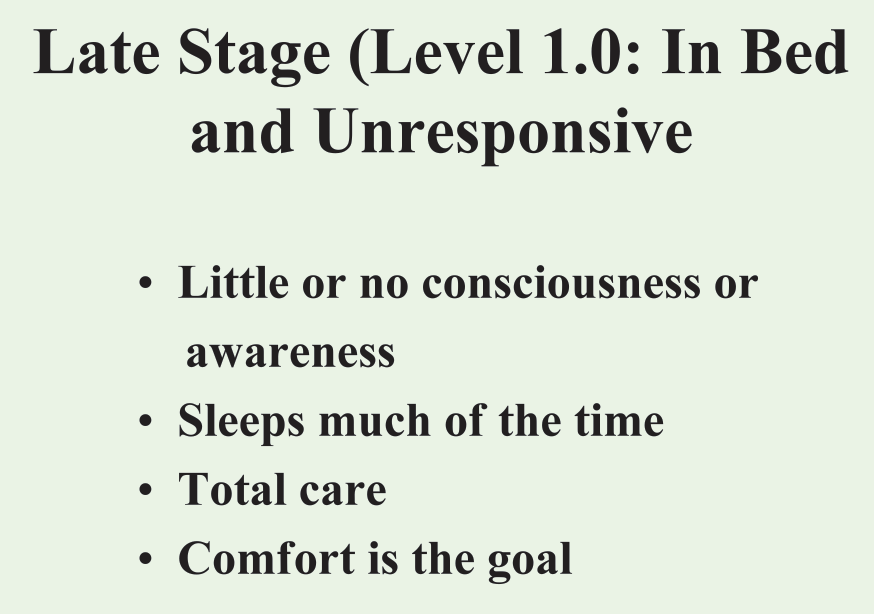 Late Stage (Level 1.0: In Bed
and Unresponsive
• Little or no consciousness or
awareness
• Sleeps much of the time
• Total care
• Comfort is the goal